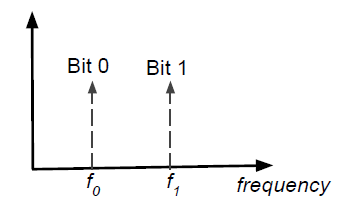 Bit 0 Bit 1
f₀ f₁ frequency